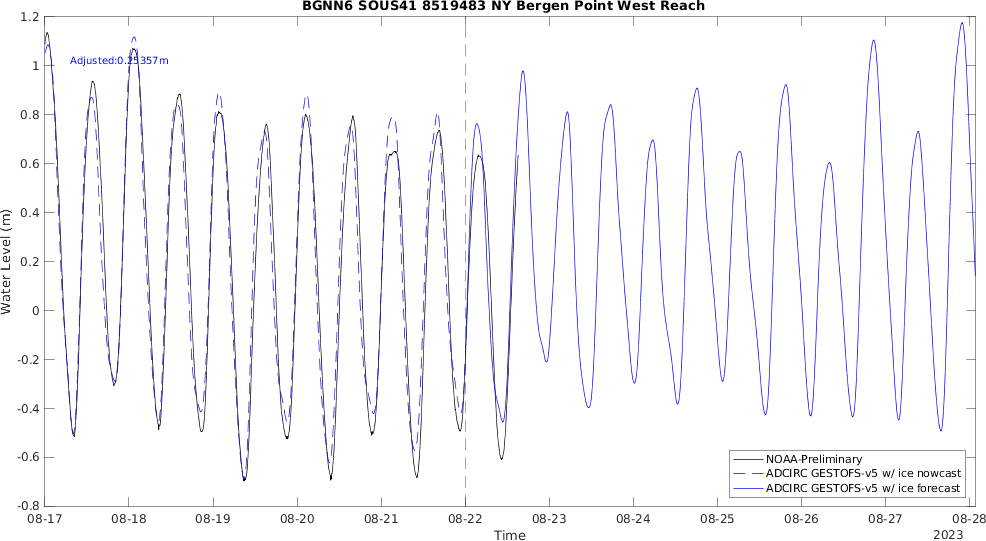 BGNN6 SOUS41 8519483 NY Bergen Point West Reach
1.2
1
0.8
0.6
0.4
0.2
0
-0.2
-0.4
-0.6
-0.8
Water Level (m)
Adjusted:0.25357m
NOAA-Preliminary
ADCIRC GESTOFS-v5 w/ ice nowcast
ADCIRC GESTOFS-v5 w/ ice forecast
08-17 08-18 08-19 08-20 08-21 08-22 08-23 08-24 08-25 08-26 08-27 08-28
Time
2023